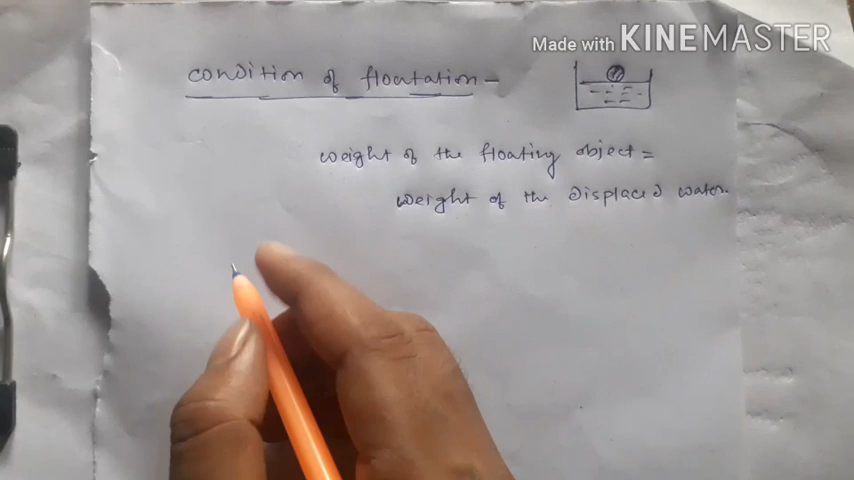 Made with KINEMASTER
condition of floatation -
weight of the floating object =
weight of the displaced water.